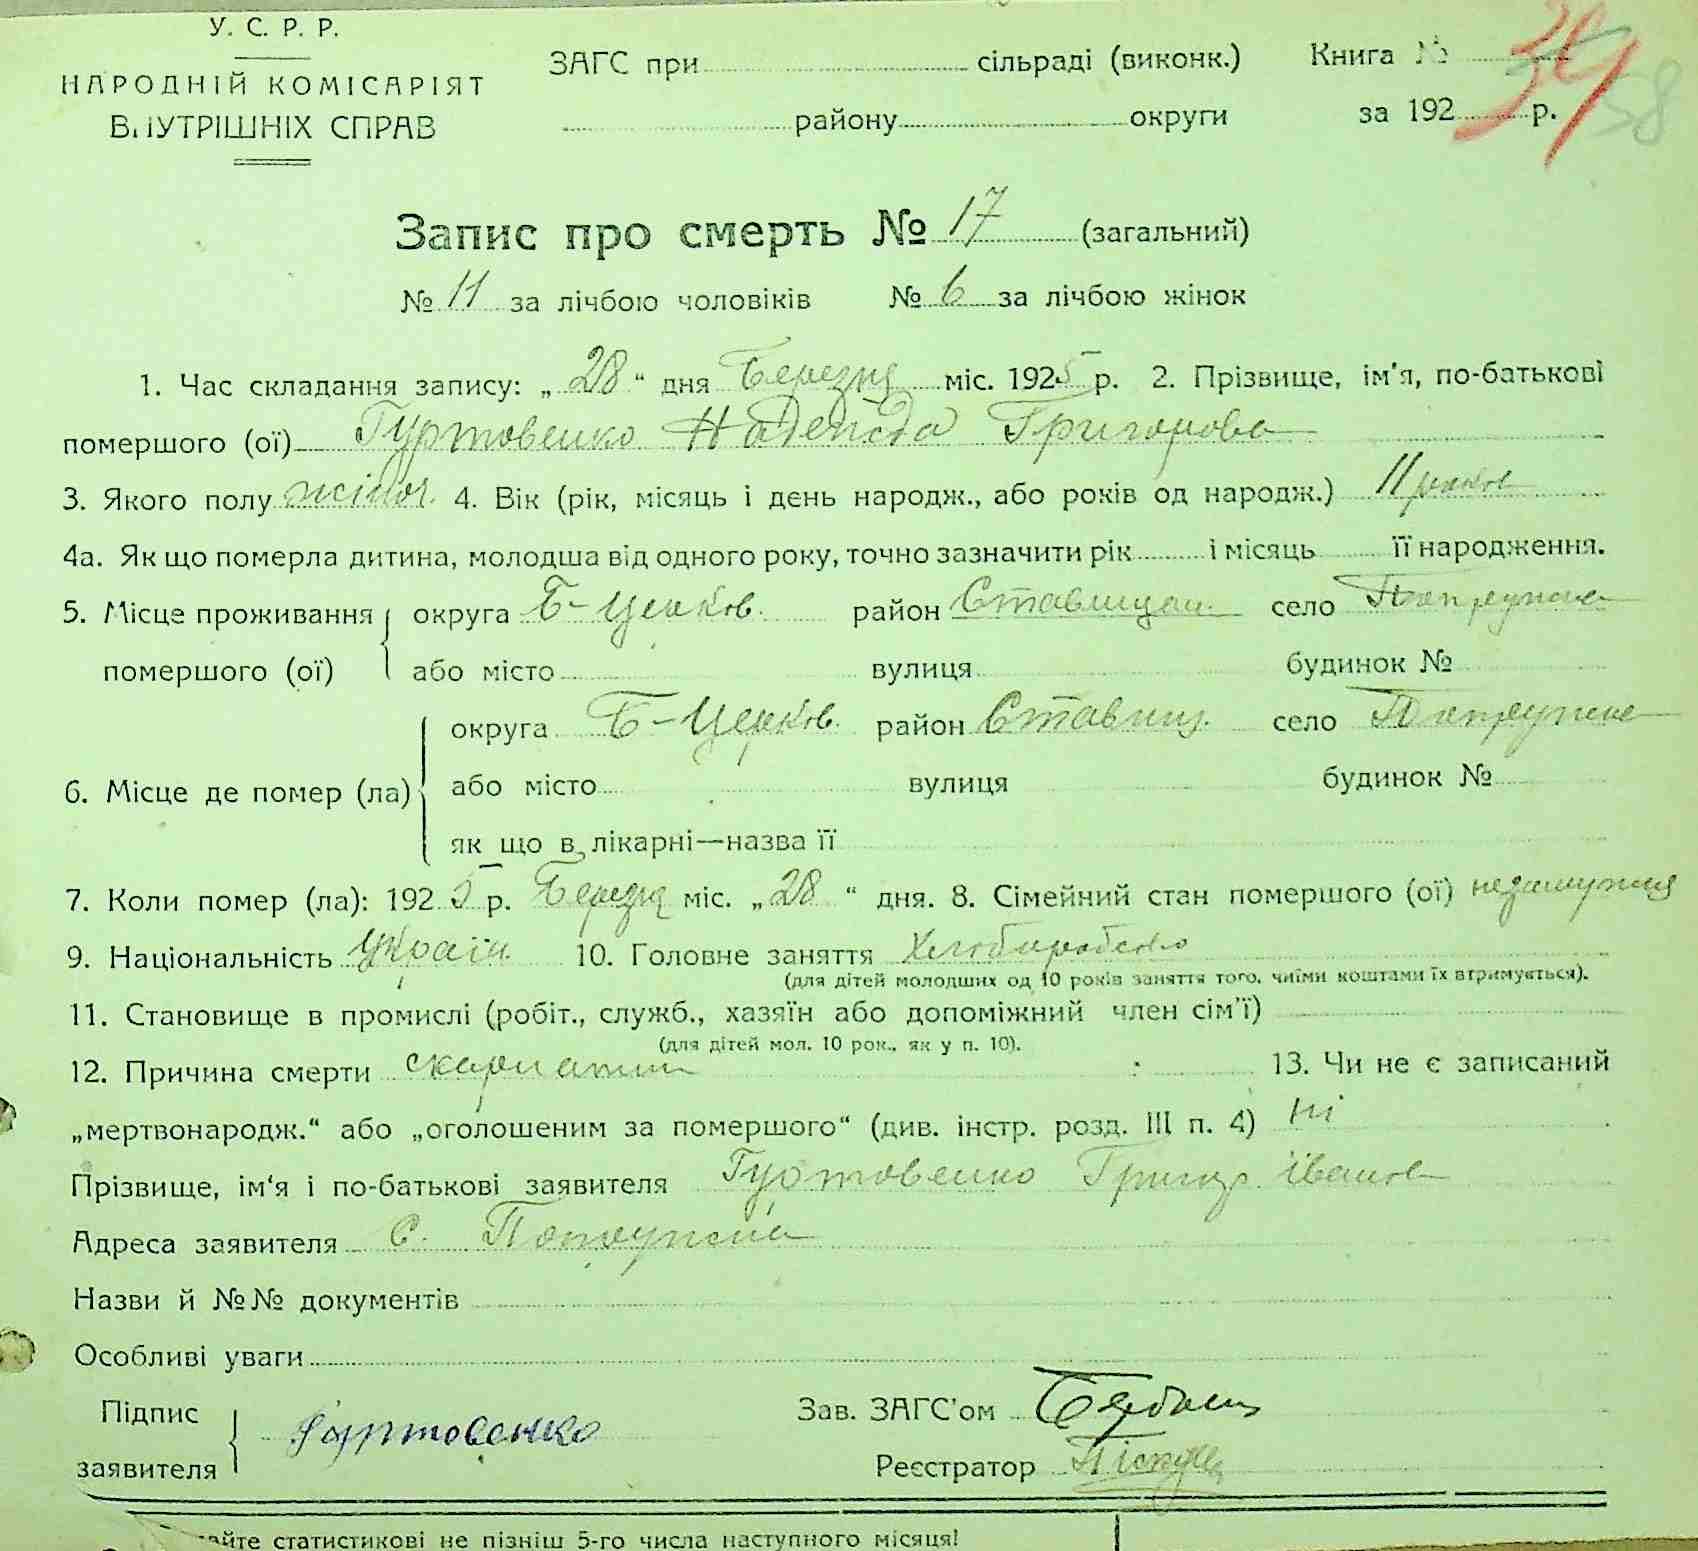 У. С. Р. Р.
НАРОДНІЙ КОМІСАРІЯТ
ВНУТРІШНІХ СПРАВ
ЗАГС при сільраді (виконк.)
району округи
Книга №
за 192 р.
39
58
Запис про смерть № 17 (загальний)
№ 11 за лічбою чоловіків № 6 за лічбою жінок
1. Час складання запису: „28“ дня Березня міс. 1925 р. 2. Прізвище, ім'я, по-батькові
помершого (ої) Гуртовенко Надежда Григорова
3. Якого полу жіноч. 4. Вік (рік, місяць і день народж., або років од народж.) 11 років
4а. Як що померла дитина, молодша від одного року, точно зазначити рік і місяць її народження.
5. Місце проживання помершого (ої) округа Б-Церков. район Ставищан. село
або місто вулиця будинок №
6. Місце де помер (ла) округа Б-Церков. район Ставищ. село
або місто вулиця будинок №
як що в лікарні—назва її
7. Коли помер (ла): 1925 р. Березня міс. „28“ дня. 8. Сімейний стан помершого (ої) незамужня
9. Національність Україн. 10. Головне заняття Хліборобство
(для дітей молодших од 10 років заняття того, чиїми коштами їх втримується).
11. Становище в промислі (робіт., служб., хазяїн або допоміжний член сім'ї)
(для дітей мол. 10 рок., як у п. 10).
12. Причина смерти скарлатин 13. Чи не є записаний
„мертвонародж.“ або „оголошеним за помершого“ (див. інстр. розд. III п. 4) ні
Прізвище, ім'я і по-батькові заявителя Гуртовенко Григор. Іванов
Адреса заявителя с.
Назви й №№ документів
Особливі уваги
Підпис заявителя Гуртовенко
Зав. ЗАГС'ом
Реєстратор
статистикові не пізніш 5-го числа наступного місяця!